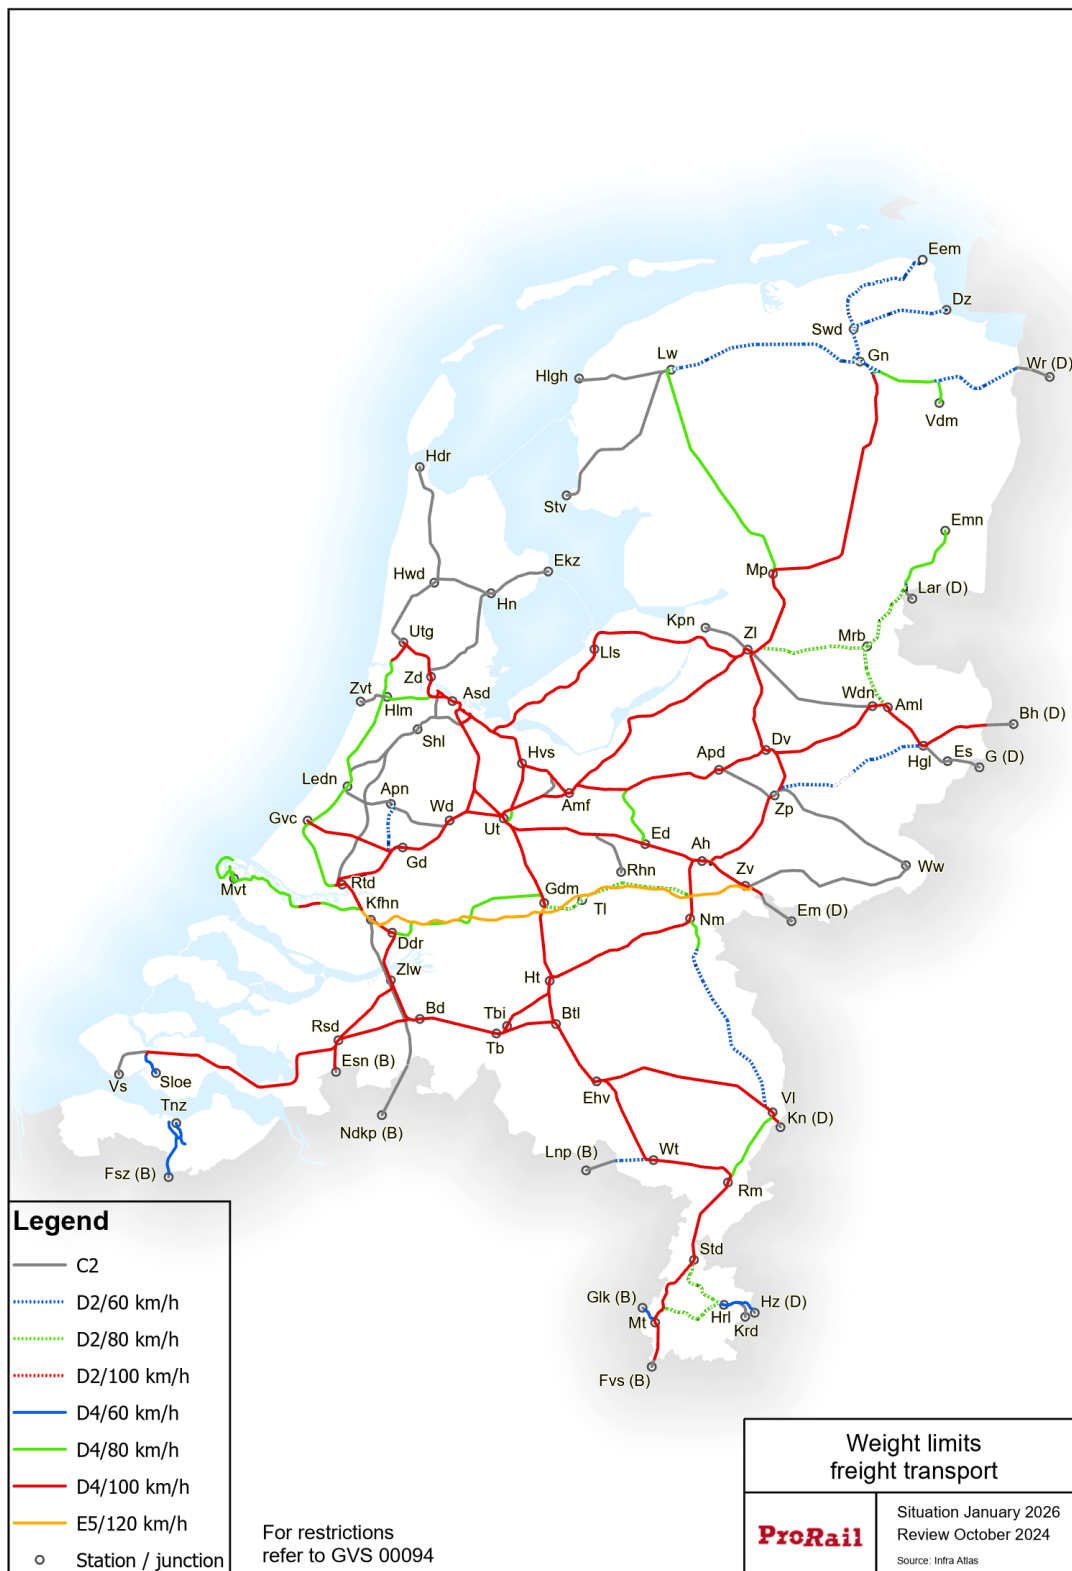 Eem
Dz
Swd
Gn
Lw
Wr (D)
Hlgh
Vdm
Hdr
Stv
Emn
Ekz
Mp
Hwd
Lar (D)
Hn
Kpn
Utg
Zl
Mrb
Lls
Zd
Zvt
Asd
Wdn
Aml
Hlm
Bh (D)
Shl
Dv
Hvs
Apd
Hgl
Es
G (D)
Ledn
Apn
Wd
Amf
Zp
Gvc
Ut
Ed
Ah
Gd
Rhn
Zv
Ww
Mvt
Rtd
Gdm
Tl
Kfhn
Nm
Em (D)
Ddr
Zlw
Ht
Bd
Tbi
Btl
Rsd
Tb
Esn (B)
Vs
Sloe
Ehv
Tnz
Vl
Ndkp (B)
Kn (D)
Lnp (B)
Wt
Fsz (B)
Rm
Std
Glk (B)
Hz (D)
Mt
Hrl
Krd
Fvs (B)
Legend
C2
D2/60 km/h
D2/80 km/h
D2/100 km/h
D4/60 km/h
D4/80 km/h
D4/100 km/h
E5/120 km/h
Station / junction
For restrictions
refer to GVS 00094
Weight limits
freight transport
ProRail
Situation January 2026
Review October 2024
Source: Infra Atlas